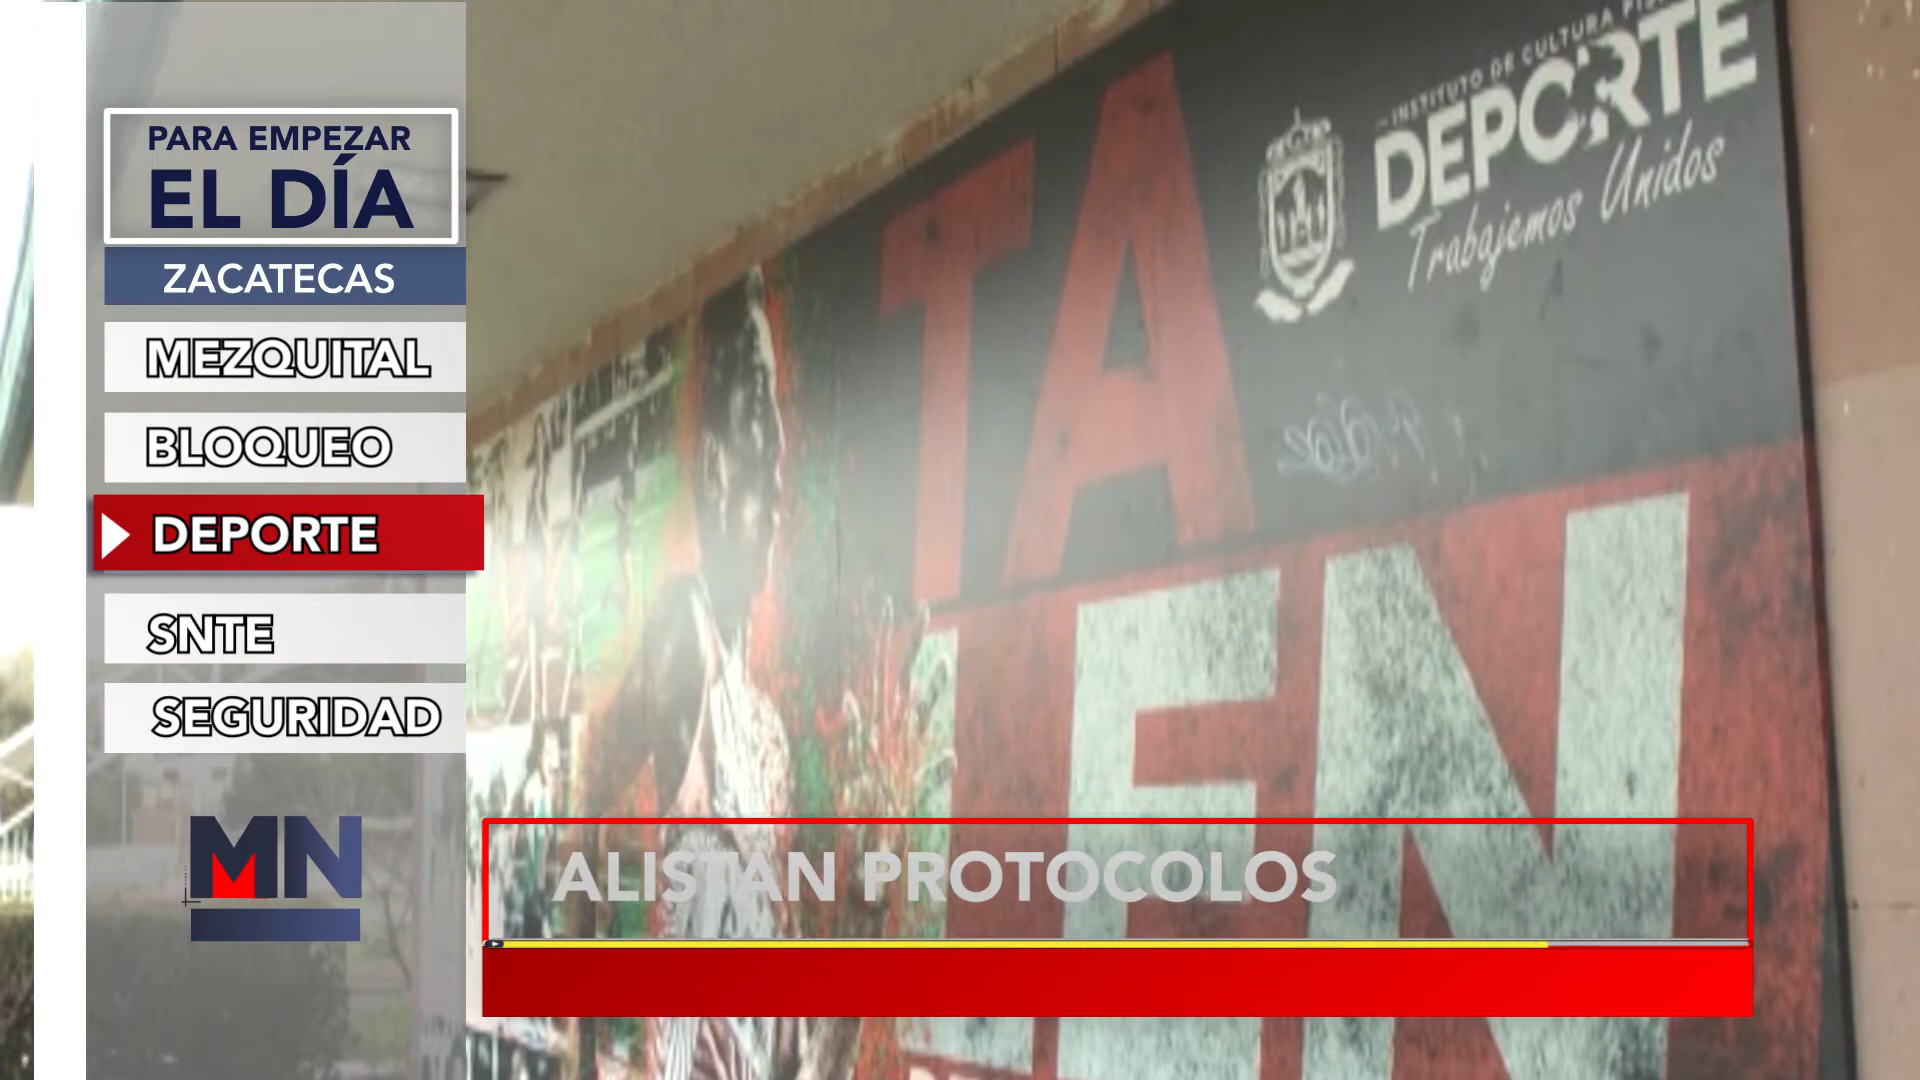 PARA EMPEZAR
EL DÍA
ZACATECAS
MEZQUITAL
BLOQUEO
DEPORTE
SNTE
SEGURIDAD
MN
INSTITUTO DE CULTURA
DEPORTE
Trabajemos Unidos
TA
LEN
ALISTAN PROTOCOLOS